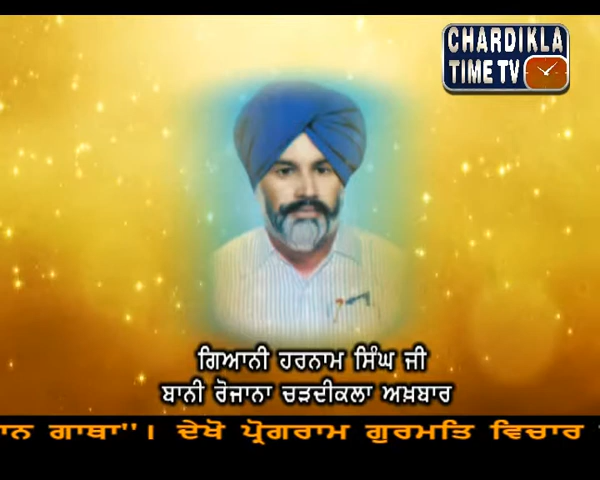 CHARDIKLA
TIME TV
ਗਿਆਨੀ ਹਰਨਾਮ ਸਿੰਘ ਜੀ
ਬਾਨੀ ਰੋਜਾਨਾ ਚੜਦੀਕਲਾ ਅਖ਼ਬਾਰ
ਾਨ ਗਾਥਾ''। ਦੇਖੋ ਪ੍ਰੋਗਰਾਮ ਗੁਰਮਤਿ ਵਿਚਾਰ